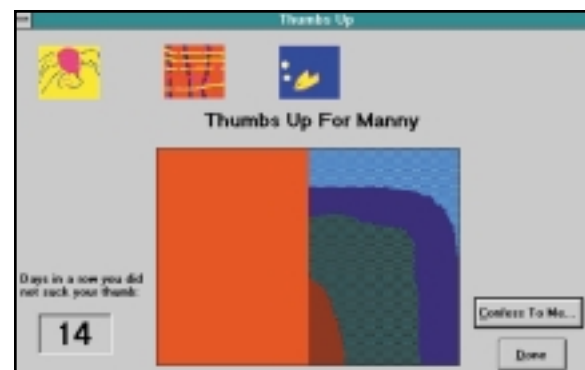 Thumbs Up
Thumbs Up For Manny
Days in a row you did
not suck your thumb:
14
Confess To Me...
Done